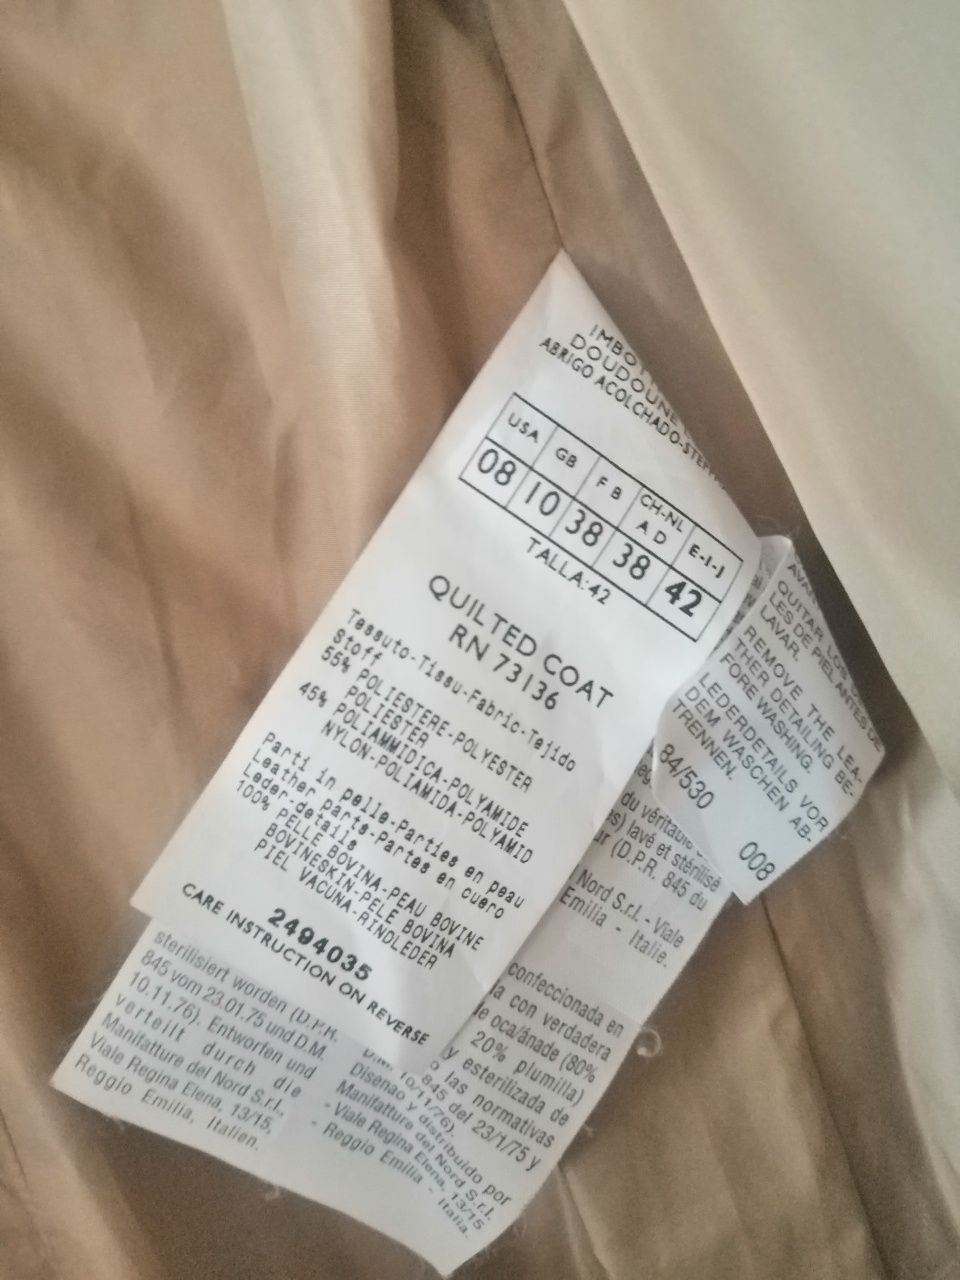 DOUDOUNE
ABRIGO ACOLCHADO-
USA GB F B CH-NL A D E-I-J
08 10 38 38 42
TALLA:42
QUILTED COAT
RN 73136
Tessuto-Tissu-Fabric-Tejido
Stoff
55% POLIESTERE-POLYESTER
POLIESTER
45% POLIAMMIDICA-POLYAMIDE
NYLON-POLIAMIDA-POLYAMID
Parti in pelle-Parties en peau
Leather parts-Partes en cuero
Leder-details
100% PELLE BOVINA-PEAU BOVINE
BOVINESKIN-PELE BOVINA
PIEL VACUNA-RINDLEDER
2494035
CARE INSTRUCTION ON REVERSE
QUITAR LOS
LES DE PIEL ANTES DE
LAVAR.
REMOVE THE LEA-
THER DETAILING BE-
FORE WASHING.
LEDERDETAILS VOR
DEM WASCHEN AB-
TRENNEN.
84/530
008
du véritable
lavé et stérilisé
(D.P.R. 845 du
Nord S.r.l. - Viale
Emilia - Italie.
confeccionada en
con verdadera
oca/ánade (80%
20% plumilla)
y esterilizada de
las normativas
10/845 del 23/1/75 y
10/11/76).
Disenado y distribuido por
Manifatture del Nord S.r.l.
- Viale Regina Elena, 13/15
- Reggio Emilia - Italia.
sterilisiert worden (D.P.R.
845 vom 23.01.75 und D.M.
10.11.76). Entworfen und
verteilt durch die
Manifatture del Nord S.r.l.,
Viale Regina Elena, 13/15,
Reggio Emilia, Italien.